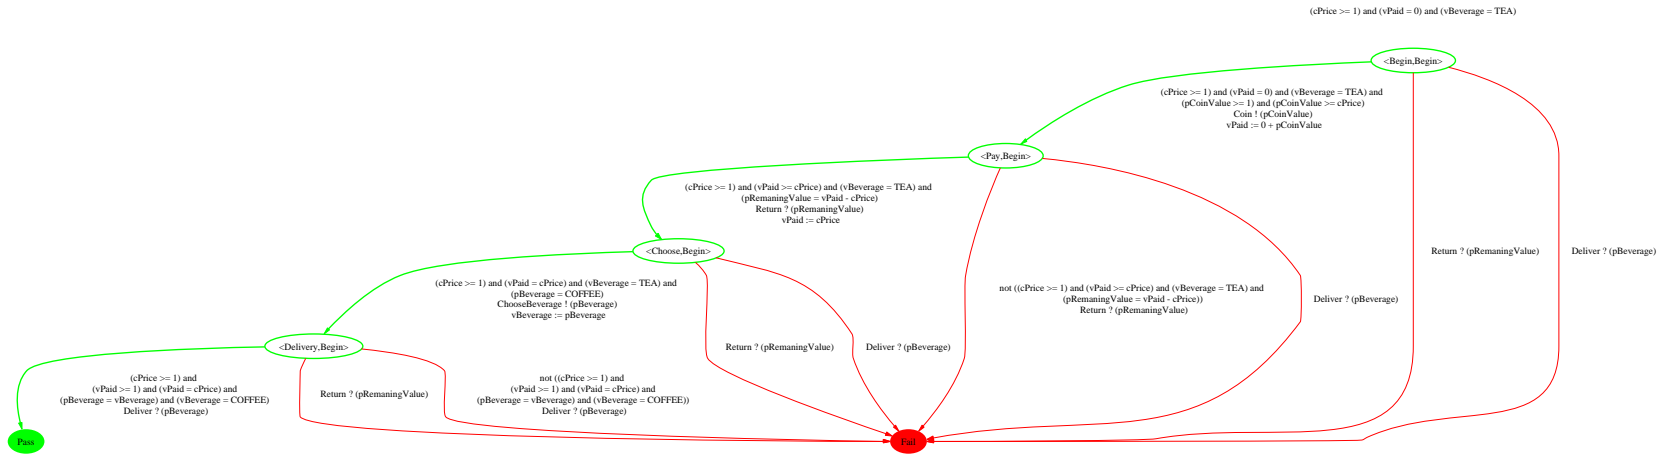 (cPrice >= 1) and (vPaid = 0) and (vBeverage = TEA)
<Begin,Begin>
(cPrice >= 1) and (vPaid = 0) and (vBeverage = TEA) and
(pCoinValue >= 1) and (pCoinValue >= cPrice)
Coin ! (pCoinValue)
vPaid := 0 + pCoinValue
<Pay,Begin>
(cPrice >= 1) and (vPaid >= cPrice) and (vBeverage = TEA) and
(pRemaningValue = vPaid - cPrice)
Return ? (pRemaningValue)
vPaid := cPrice
<Choose,Begin>
Return ? (pRemaningValue)
Deliver ? (pBeverage)
(cPrice >= 1) and (vPaid = cPrice) and (vBeverage = TEA) and
(pBeverage = COFFEE)
ChooseBeverage ! (pBeverage)
vBeverage := pBeverage
not ((cPrice >= 1) and (vPaid >= cPrice) and (vBeverage = TEA) and
(pRemaningValue = vPaid - cPrice))
Return ? (pRemaningValue)
Deliver ? (pBeverage)
<Delivery,Begin>
Return ? (pRemaningValue)
Deliver ? (pBeverage)
(cPrice >= 1) and
(vPaid >= 1) and (vPaid = cPrice) and
(pBeverage = vBeverage) and (vBeverage = COFFEE)
Deliver ? (pBeverage)
Return ? (pRemaningValue)
not ((cPrice >= 1) and
(vPaid >= 1) and (vPaid = cPrice) and
(pBeverage = vBeverage) and (vBeverage = COFFEE))
Deliver ? (pBeverage)
Pass
Fail